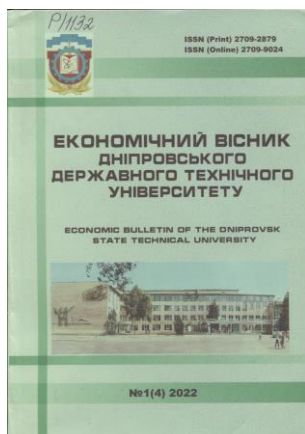 P/1132
ISSN (Print) 2709-2879
ISSN (Online) 2709-9024
ЕКОНОМІЧНИЙ ВІСНИК
ДНІПРОВСЬКОГО
ДЕРЖАВНОГО ТЕХНІЧНОГО
УНІВЕРСИТЕТУ
ECONOMIC BULLETIN OF THE DNIPROVSK
STATE TECHNICAL UNIVERSITY
№1(4) 2022